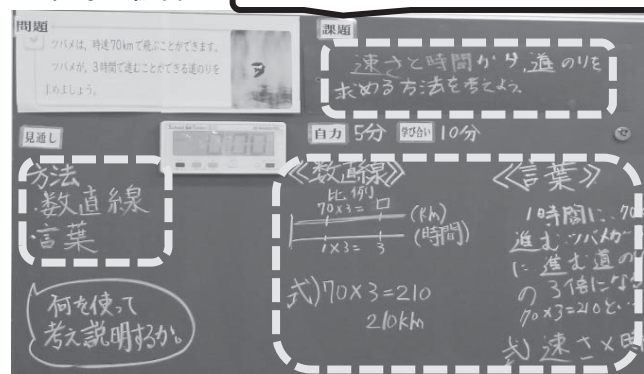 問題
ツバメは、時速70kmで飛ぶことができます。
ツバメが、3時間で進むことができる道のりを
求めましょう。
課題
速さと時間から、道のりを
求める方法を考えよう。
見通し
方法
・数直線
・言葉
何を使って
考え説明するか。
自力 5分 学び合い 10分
≪数直線≫
比例
70×3=□
(km)
(時間)
1×3= 3
式)70×3=210
210km
≪言葉≫
1時間に、70
進むツバメが
に進む道の
の3倍にな
70×3=210と
式 速さ×時